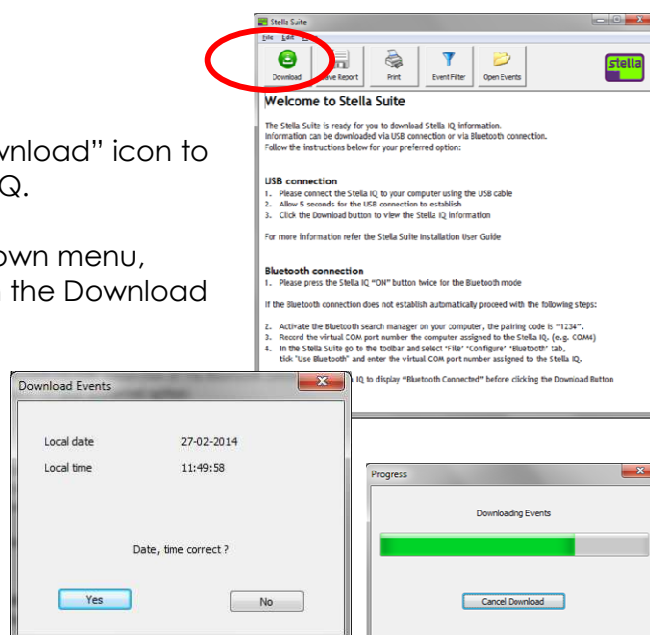 Stella Suite
File Edit
Download
Save Report
Print
Event Filter
Open Events
stella
Welcome to Stella Suite
The Stella Suite is ready for you to download Stella IQ information.
Information can be downloaded via USB connection or via Bluetooth connection.
Follow the instructions below for your preferred option:
USB connection
1. Please connect the Stella IQ to your computer using the USB cable
2. Allow 5 seconds for the USB connection to establish
3. Click the Download button to view the Stella IQ information
For more information refer the Stella Suite Installation User Guide
Bluetooth connection
1. Please press the Stella IQ "ON" button twice for the Bluetooth mode
If the Bluetooth connection does not establish automatically proceed with the following steps:
2. Activate the Bluetooth search manager on your computer, the pairing code is "1234".
3. Record the virtual COM port number the computer assigned to the Stella IQ. (e.g. COM4)
4. In the Stella Suite go to the toolbar and select "File" "Configure" "Bluetooth" tab,
tick "Use Bluetooth" and enter the virtual COM port number assigned to the Stella IQ.
IQ to display "Bluetooth Connected" before clicking the Download Button
wnload" icon to
Q.
own menu,
the Download
Download Events
Local date 27-02-2014
Local time 11:49:58
Date, time correct ?
Yes
No
Progress
Downloading Events
Cancel Download